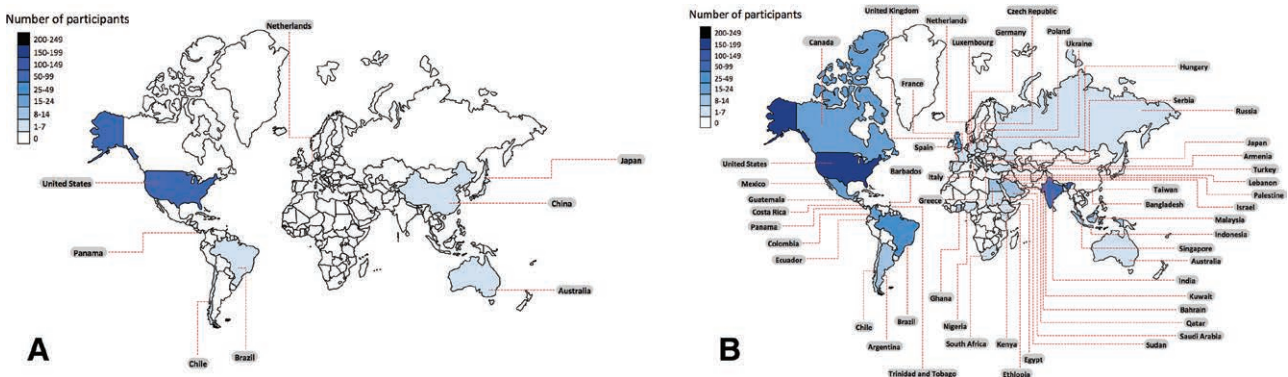 Number of participants
200-249
150-199
100-149
50-99
25-49
15-24
8-14
1-7
0
Netherlands
United States
Panama
Chile
Brazil
Japan
China
Australia
A
Number of participants
200-249
150-199
100-149
50-99
25-49
15-24
8-14
1-7
0
United Kingdom
Czech Republic
Netherlands
Poland
Canada
Luxembourg
Germany
Ukraine
Hungary
France
Serbia
Russia
Spain
Japan
United States
Barbados
Armenia
Mexico
Italy
Turkey
Taiwan
Lebanon
Guatemala
Greece
Bangladesh
Palestine
Costa Rica
Israel
Panama
Malaysia
Colombia
Indonesia
Ecuador
Singapore
Australia
India
Ghana
Kuwait
Chile
Brazil
Nigeria
Bahrain
Argentina
South Africa
Kenya
Qatar
Saudi Arabia
Sudan
Egypt
Trinidad and Tobago
Ethiopia
B